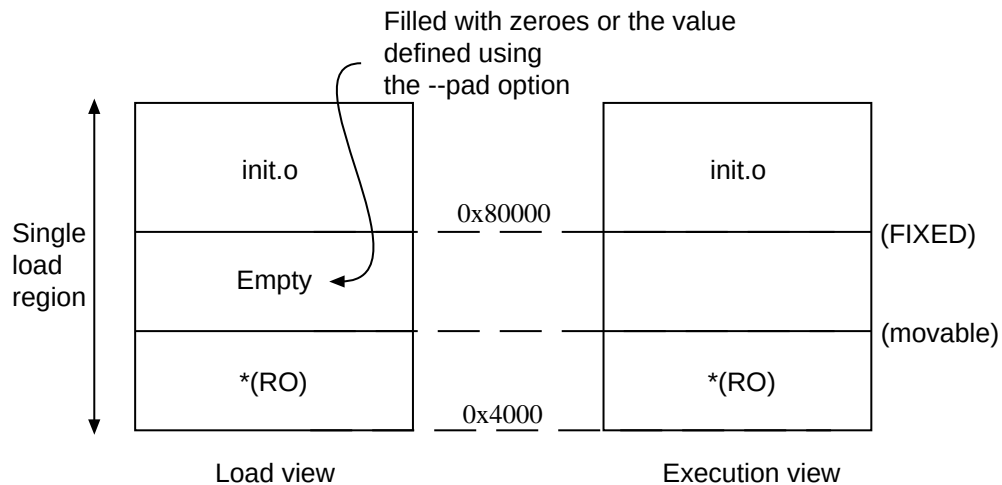 Filled with zeroes or the value
defined using
the --pad option
init.o
init.o
0x80000
Single
load
region
(FIXED)
Empty
(movable)
*(RO)
*(RO)
0x4000
Load view
Execution view